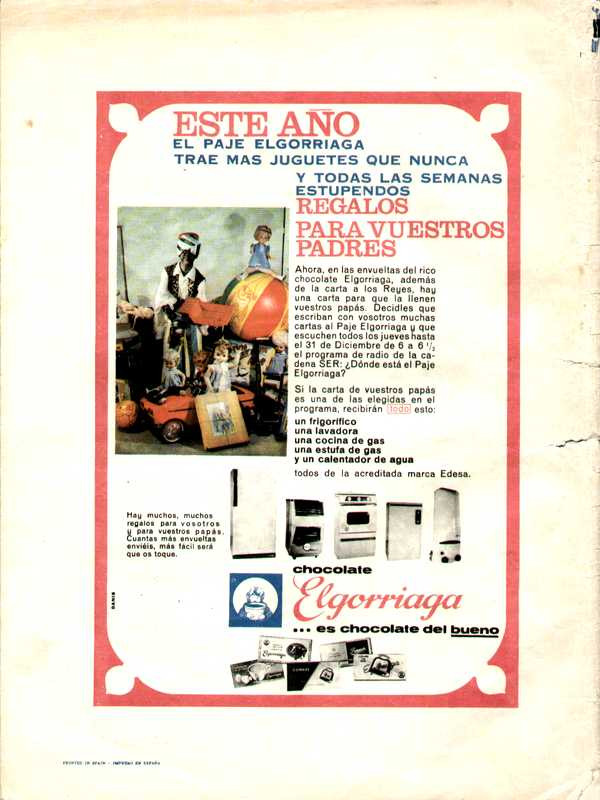 ESTE AÑO
EL PAJE ELGORRIAGA
TRAE MAS JUGUETES QUE NUNCA
Y TODAS LAS SEMANAS
ESTUPENDOS
REGALOS
PARA VUESTROS
PADRES
Ahora, en las envueltas del rico
chocolate Elgorriaga, además
de la carta a los Reyes, hay
una carta para que la llenen
vuestros papás. Decidles que
escriban con vosotros muchas
cartas al Paje Elgorriaga y que
escuchen todos los jueves hasta
el 31 de Diciembre de 6 a 6 1/2
el programa de radio de la ca-
dena SER: ¿Dónde está el Paje
Elgorriaga?
Si la carta de vuestros papás
es una de las elegidas en el
programa, recibirán todo esto:
un frigorífico
una lavadora
una cocina de gas
una estufa de gas
y un calentador de agua
todos de la acreditada marca Edesa.
Hay muchos, muchos
regalos para vosotros
y para vuestros papás.
Cuantas más envueltas
enviéis, más fácil será
que os toque.
DANIS
chocolate
Elgorriaga
... es chocolate del bueno
PRINTED IN SPAIN - IMPRESO EN ESPAÑA